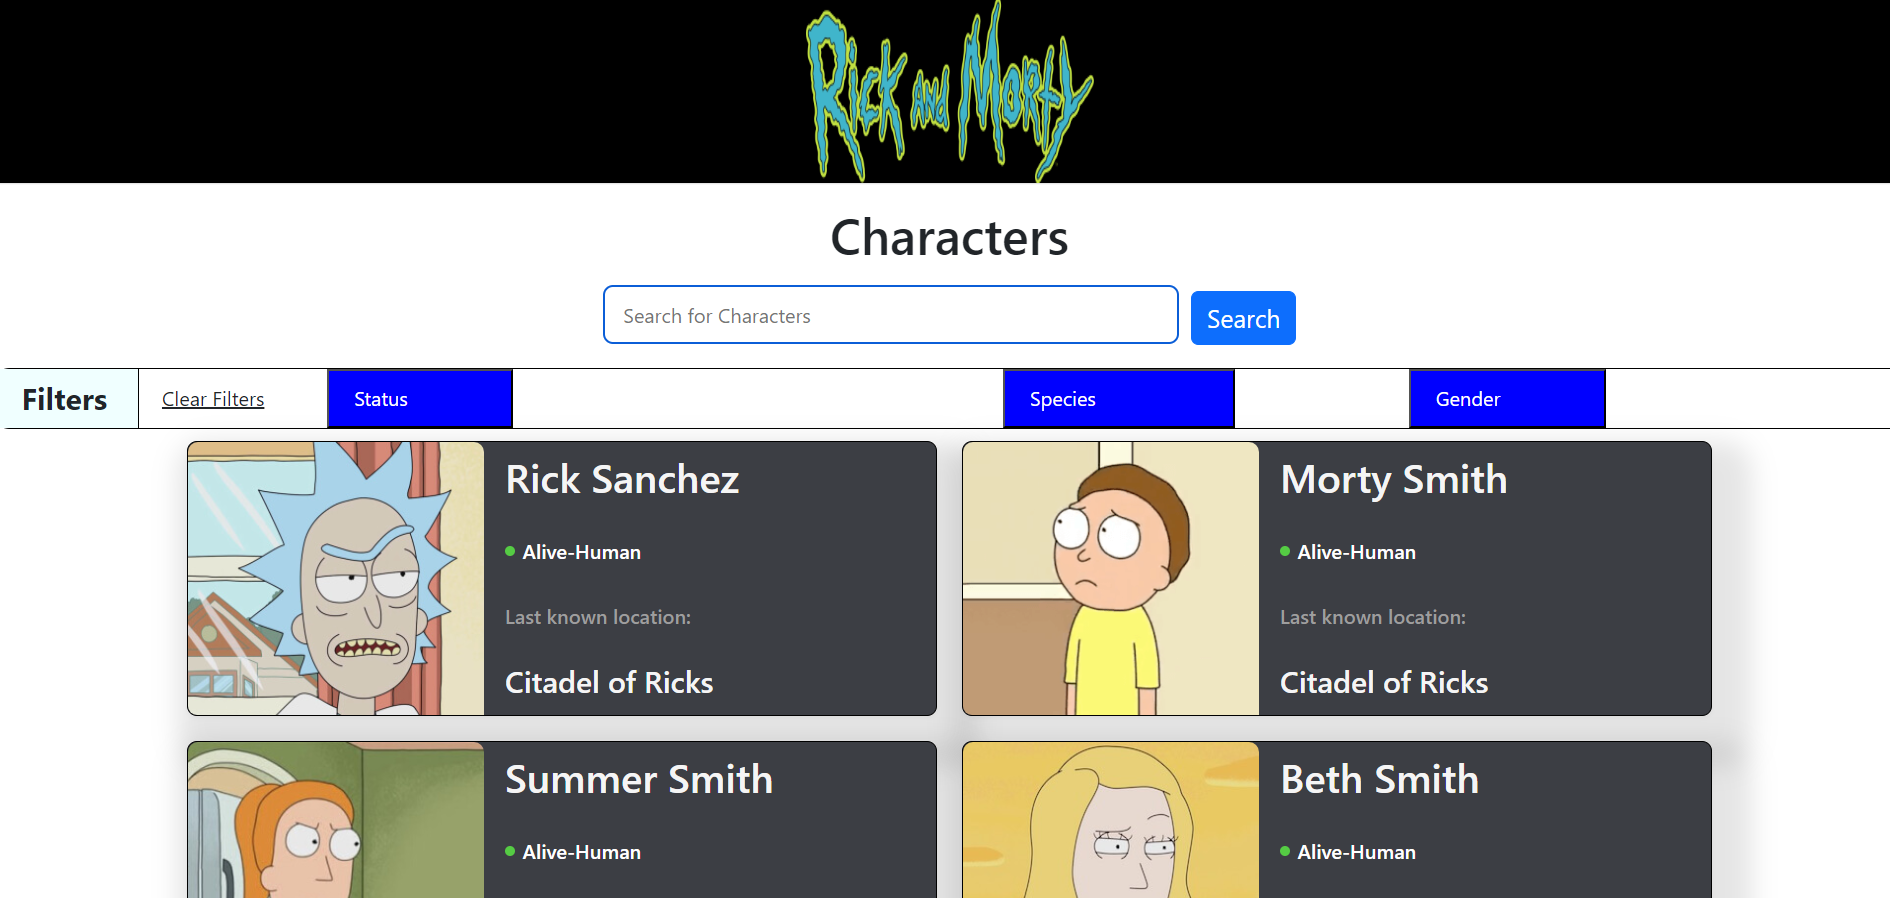 Rick and Morty
Characters
Search for Characters
Search
Filters
Clear Filters
Status
Species
Gender
Rick Sanchez
Alive-Human
Last known location:
Citadel of Ricks
Morty Smith
Alive-Human
Last known location:
Citadel of Ricks
Summer Smith
Alive-Human
Beth Smith
Alive-Human